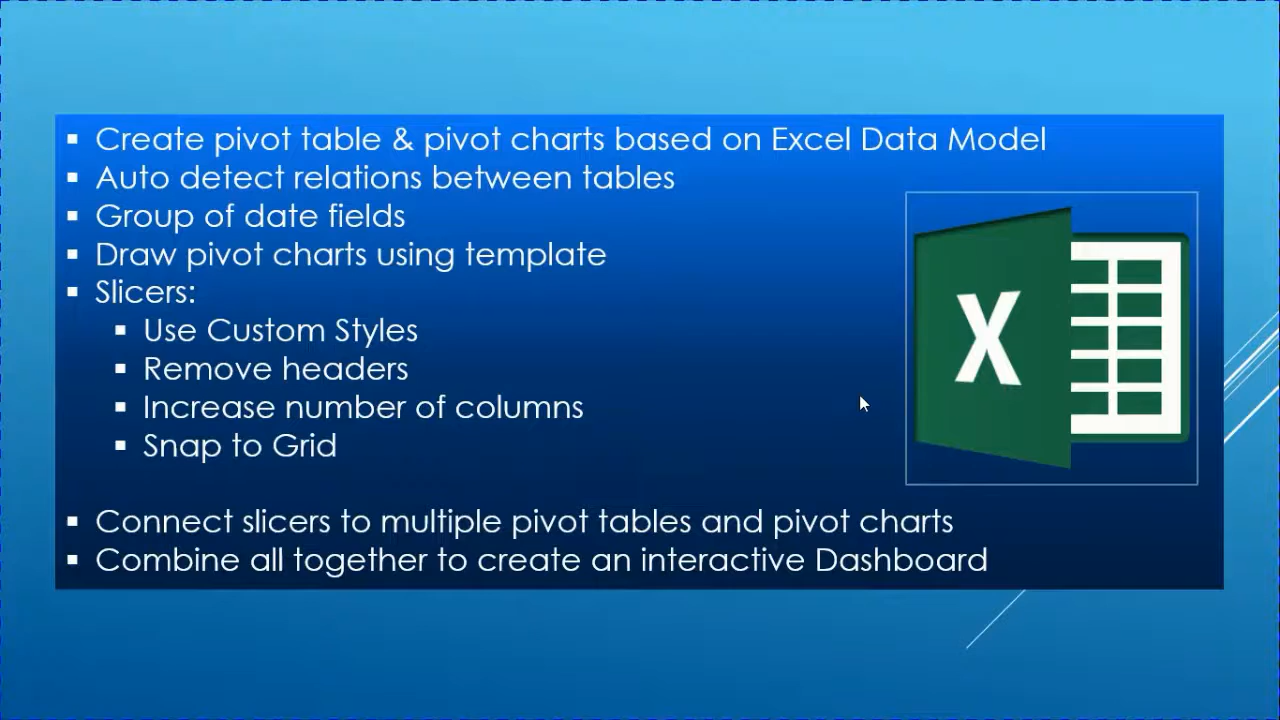 ▪ Create pivot table & pivot charts based on Excel Data Model
▪ Auto detect relations between tables
▪ Group of date fields
▪ Draw pivot charts using template
▪ Slicers:
▪ Use Custom Styles
▪ Remove headers
▪ Increase number of columns
▪ Snap to Grid
X
▪ Connect slicers to multiple pivot tables and pivot charts
▪ Combine all together to create an interactive Dashboard